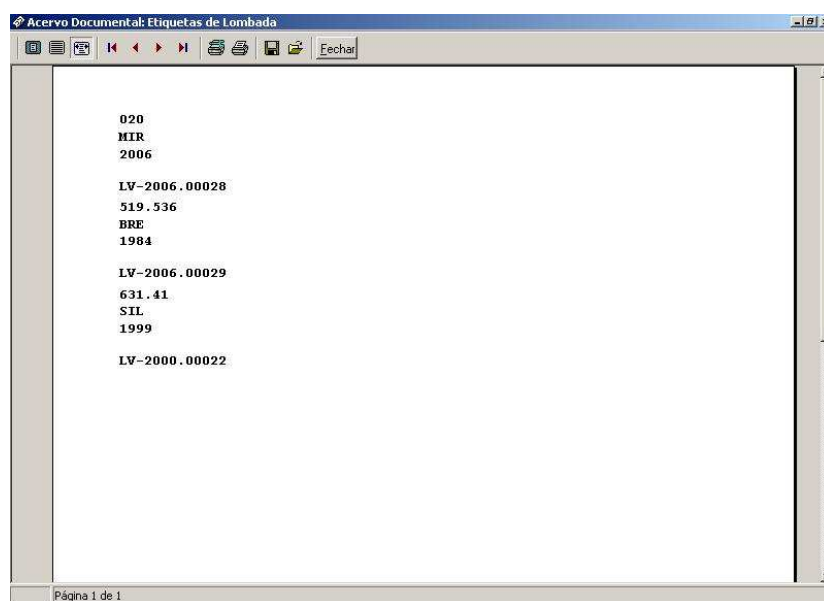 Acervo Documental: Etiquetas de Lombada
Fechar
020
MIR
2006
LV-2006.00028
519.536
BRE
1984
LV-2006.00029
631.41
SIL
1999
LV-2000.00022
Página 1 de 1